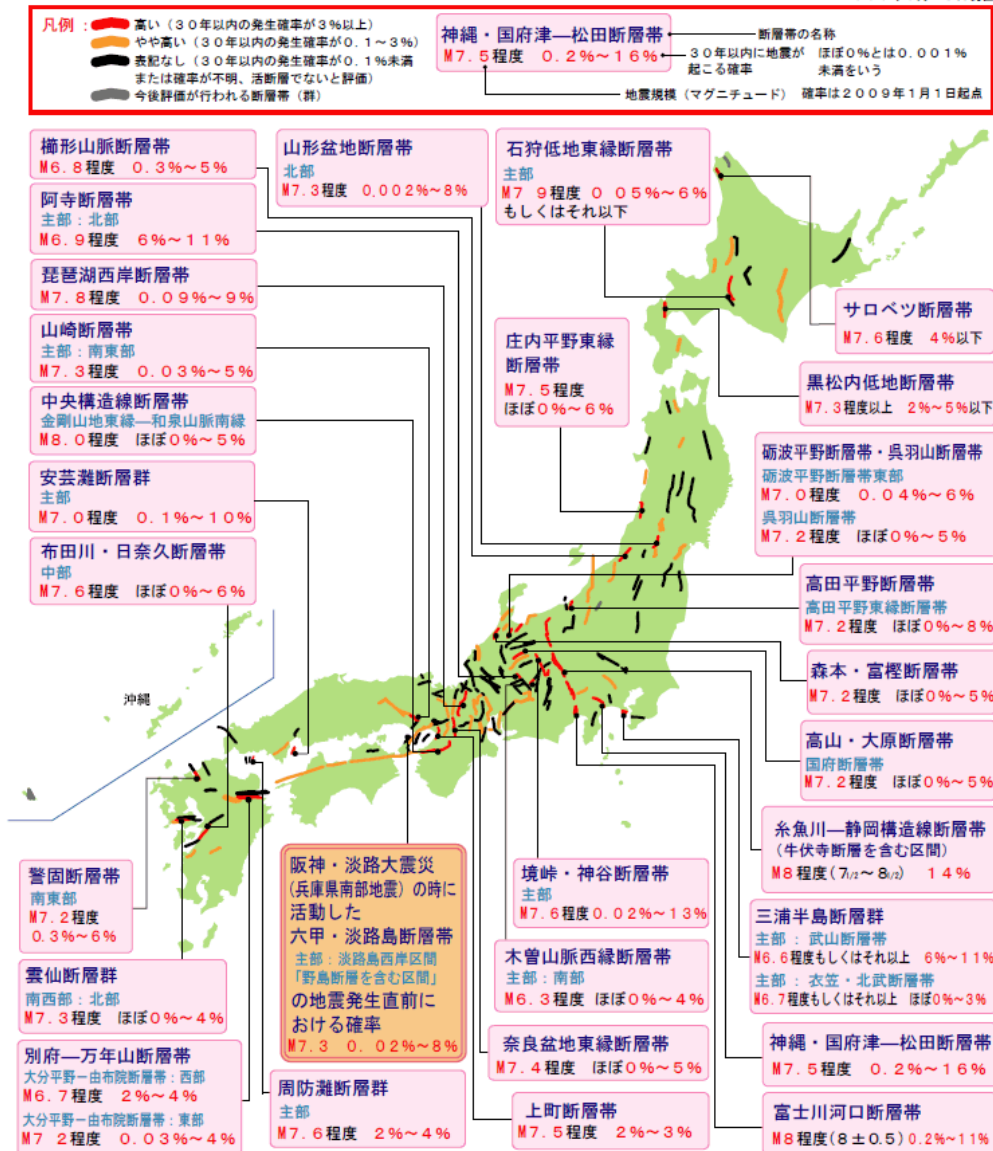 凡例：
高い（３０年以内の発生確率が３％以上）
やや高い（３０年以内の発生確率が０.１～３％）
表記なし（３０年以内の発生確率が０.１％未満
または確率が不明、活断層でないと評価）
今後評価が行われる断層帯（群）
神縄・国府津―松田断層帯
M７.５程度　０.２％～１６％
断層帯の名称
３０年以内に地震が
起こる確率
ほぼ０％とは０.００１％
未満をいう
地震規模（マグニチュード）
確率は２００９年１月１日起点
櫛形山脈断層帯
M６.８程度　０.３％～５％
山形盆地断層帯
北部
M７.３程度　０.００２％～８％
石狩低地東縁断層帯
主部
M７ ９程度　０ ０５％～６％
もしくはそれ以下
阿寺断層帯
主部：北部
M６.９程度　６％～１１％
琵琶湖西岸断層帯
M７.８程度　０.０９％～９％
山崎断層帯
主部：南東部
M７.３程度　０.０３％～５％
中央構造線断層帯
金剛山地東縁―和泉山脈南縁
M８.０程度　ほぼ０％～５％
安芸灘断層群
主部
M７.０程度　０.１％～１０％
布田川・日奈久断層帯
中部
M７.６程度　ほぼ０％～６％
庄内平野東縁
断層帯
M７.５程度
ほぼ０％～６％
サロベツ断層帯
M７.６程度　４％以下
黒松内低地断層帯
M７.３程度以上　２％～５％以下
砺波平野断層帯・呉羽山断層帯
砺波平野断層帯東部
M７.０程度　０.０４％～６％
呉羽山断層帯
M７.２程度　ほぼ０％～５％
高田平野断層帯
高田平野東縁断層帯
M７.２程度　ほぼ０％～８％
森本・富樫断層帯
M７.２程度　ほぼ０％～５％
高山・大原断層帯
国府断層帯
M７.２程度　ほぼ０％～５％
糸魚川―静岡構造線断層帯
（牛伏寺断層を含む区間）
M８程度（７1/2～８1/2）　１４％
三浦半島断層群
主部：武山断層帯
M６.６程度もしくはそれ以上　６％～１１％
主部：衣笠・北武断層帯
M６.７程度もしくはそれ以上　ほぼ０％～３％
神縄・国府津―松田断層帯
M７.５程度　０.２％～１６％
富士川河口断層帯
M８程度（８±０.５）０.２％～１１％
沖縄
警固断層帯
南東部
M７.２程度
０.３％～６％
雲仙断層群
南西部：北部
M７.３程度　ほぼ０％～４％
別府―万年山断層帯
大分平野―由布院断層帯：西部
M６.７程度　２％～４％
大分平野―由布院断層帯：東部
M７ ２程度　０.０３％～４％
阪神・淡路大震災
（兵庫県南部地震）の時に
活動した
六甲・淡路島断層帯
主部：淡路島西岸区間
「野島断層を含む区間」
の地震発生直前に
おける確率
M７.３　０.０２％～８％
周防灘断層群
主部
M７.６程度　２％～４％
境峠・神谷断層帯
主部
M７.６程度 ０.０２％～１３％
木曽山脈西縁断層帯
主部：南部
M６.３程度　ほぼ０％～４％
奈良盆地東縁断層帯
M７.４程度　ほぼ０％～５％
上町断層帯
M７.５程度　２％～３％